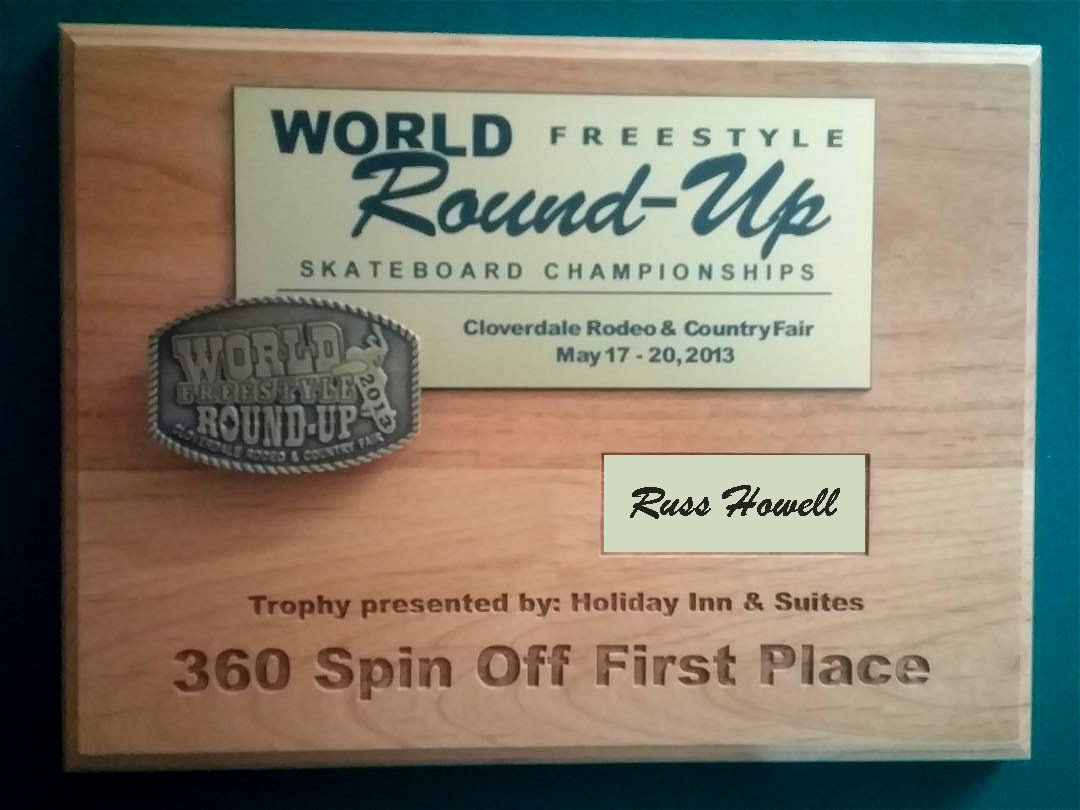 WORLD FREESTYLE
Round-Up
SKATEBOARD CHAMPIONSHIPS
Cloverdale Rodeo & Country Fair
May 17 - 20, 2013
WORLD
FREESTYLE
2013
ROUND-UP
CLOVERDALE RODEO & COUNTRY FAIR
Russ Howell
Trophy presented by: Holiday Inn & Suites
360 Spin Off First Place